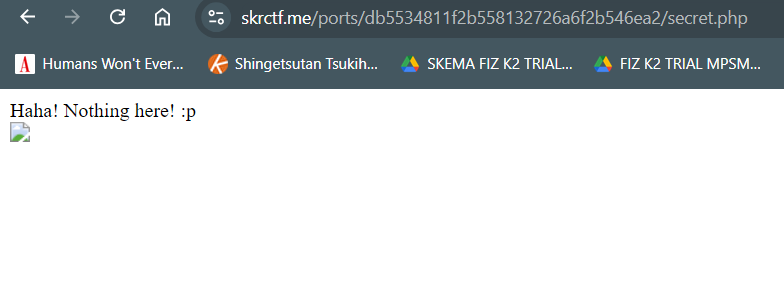 skrctf.me/ports/db5534811f2b558132726a6f2b546ea2/secret.php
A Humans Won't Ever... Shingetsutan Tsukih... SKEMA FIZ K2 TRIAL... FIZ K2 TRIAL MPSM...
Haha! Nothing here! :p